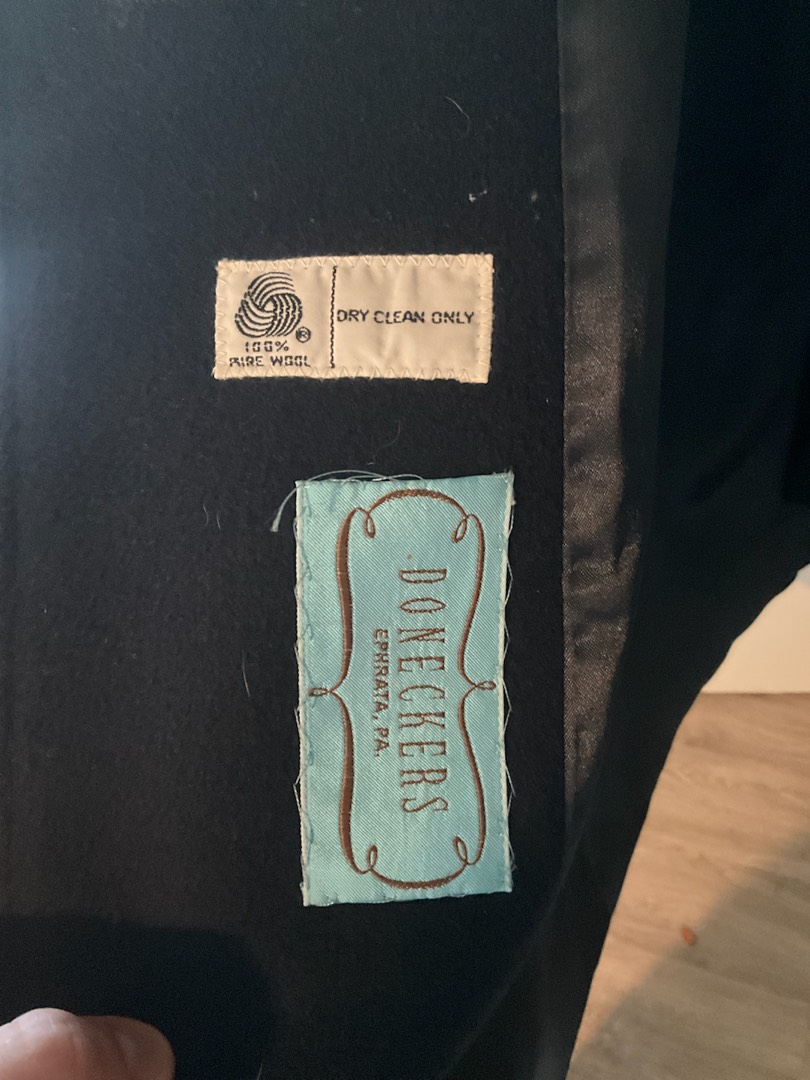 100%
PURE WOOL
®
DRY CLEAN ONLY
DONECKERS
EPHRATA, PA.